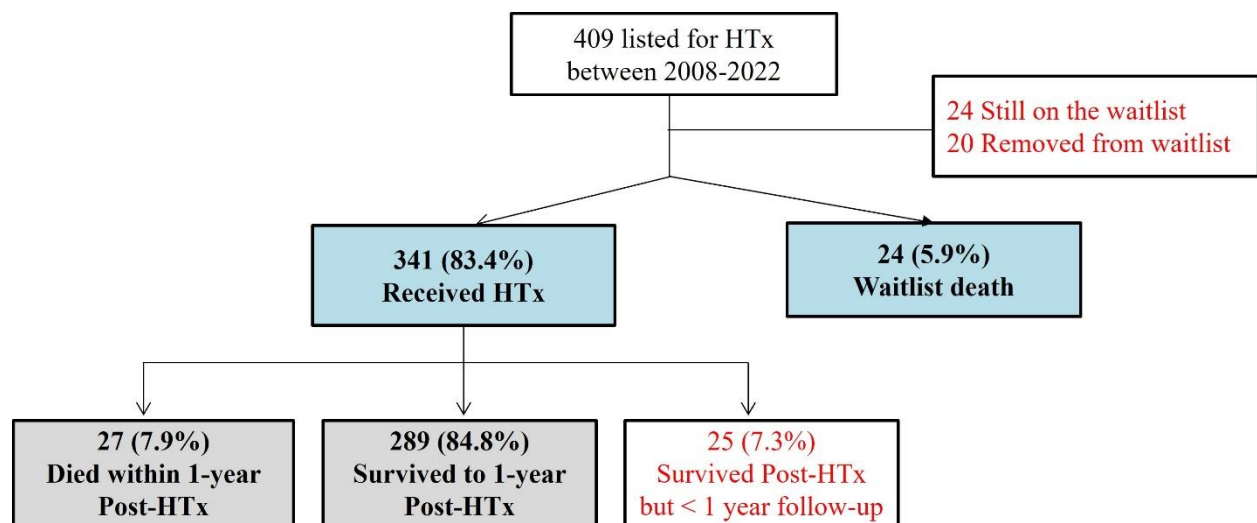 409 listed for HTx
between 2008-2022
24 Still on the waitlist
20 Removed from waitlist
341 (83.4%)
Received HTx
24 (5.9%)
Waitlist death
27 (7.9%)
Died within 1-year
Post-HTx
289 (84.8%)
Survived to 1-year
Post-HTx
25 (7.3%)
Survived Post-HTx
but < 1 year follow-up